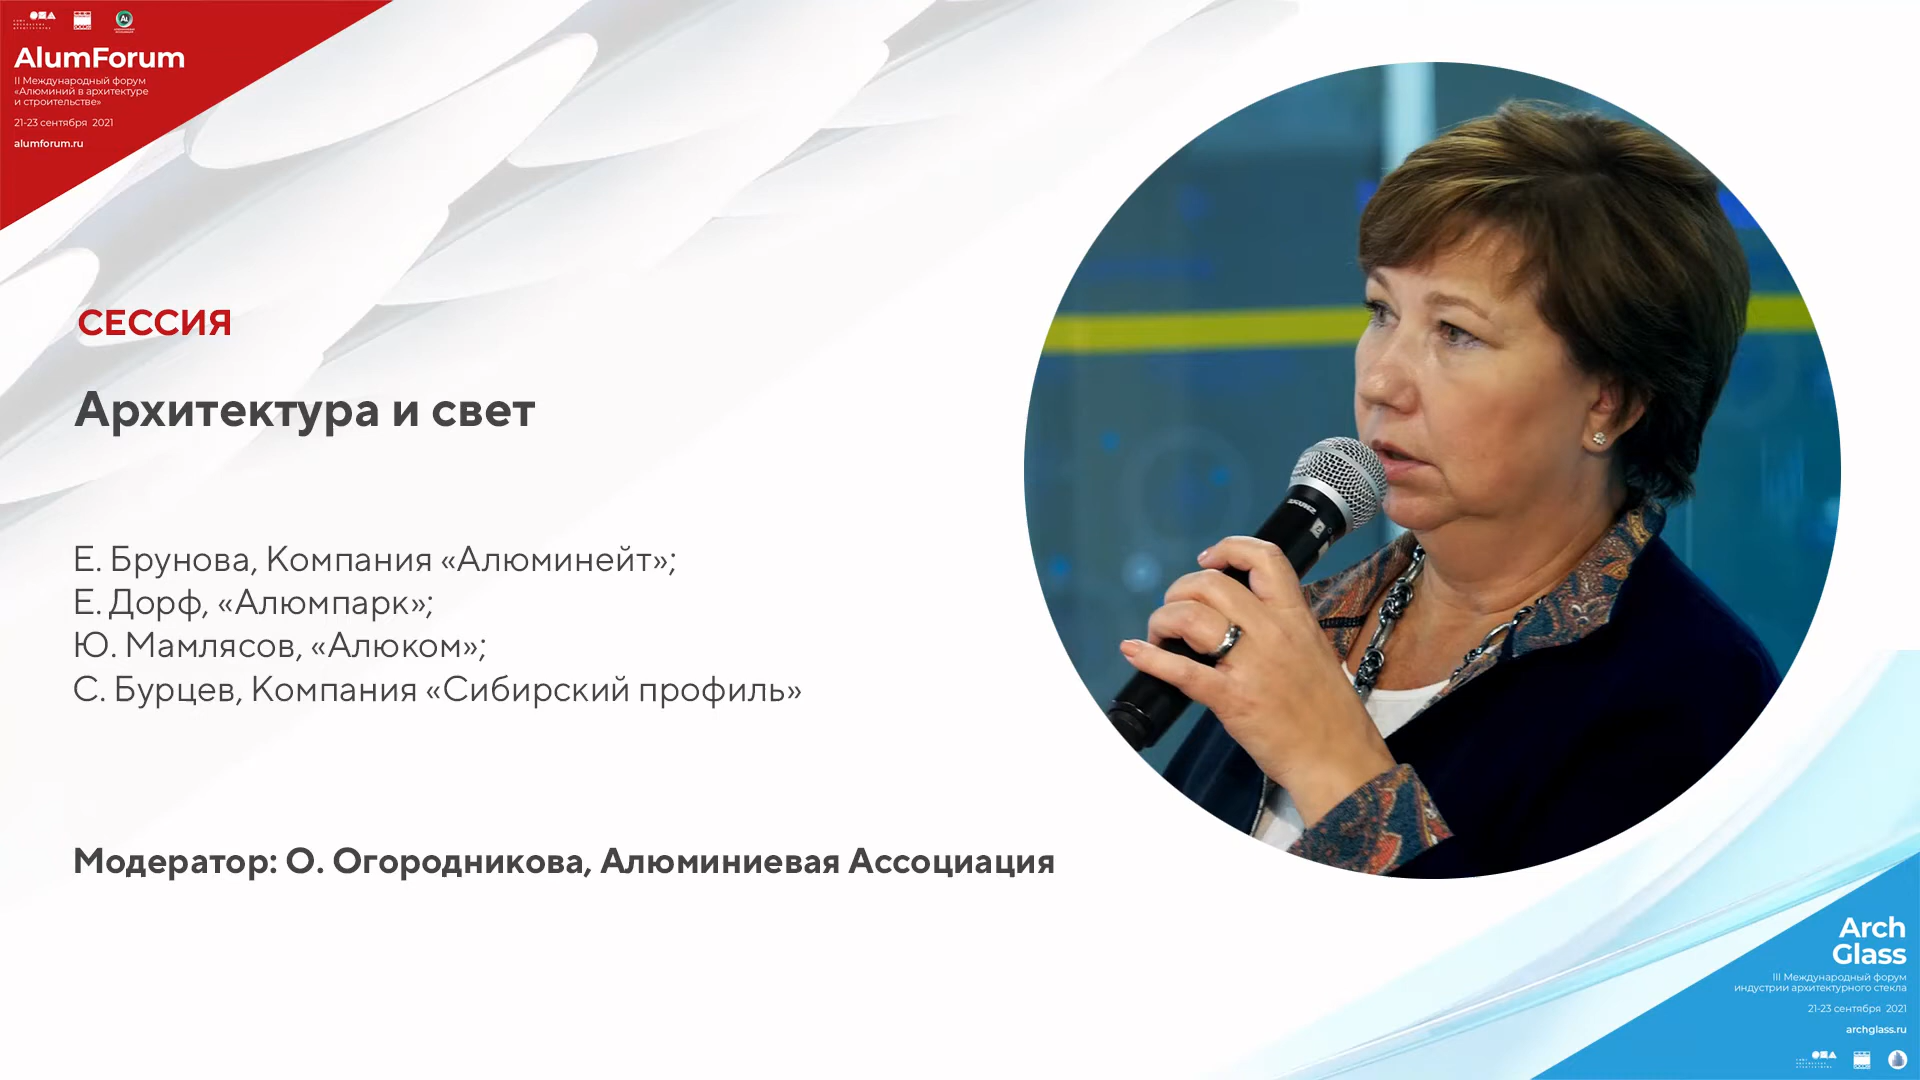 AlumForum
II Международный форум
«Алюминий в архитектуре
и строительстве»
21-23 сентября 2021
alumforum.ru
СЕССИЯ
Архитектура и свет
Е. Брунова, Компания «Алюминейт»;
Е. Дорф, «Алюмпарк»;
Ю. Мамлясов, «Алюком»;
С. Бурцев, Компания «Сибирский профиль»
Модератор: О. Огородникова, Алюминиевая Ассоциация
Arch
Glass
III Международный форум
индустрии архитектурного стекла
21-23 сентября 2021
archglass.ru